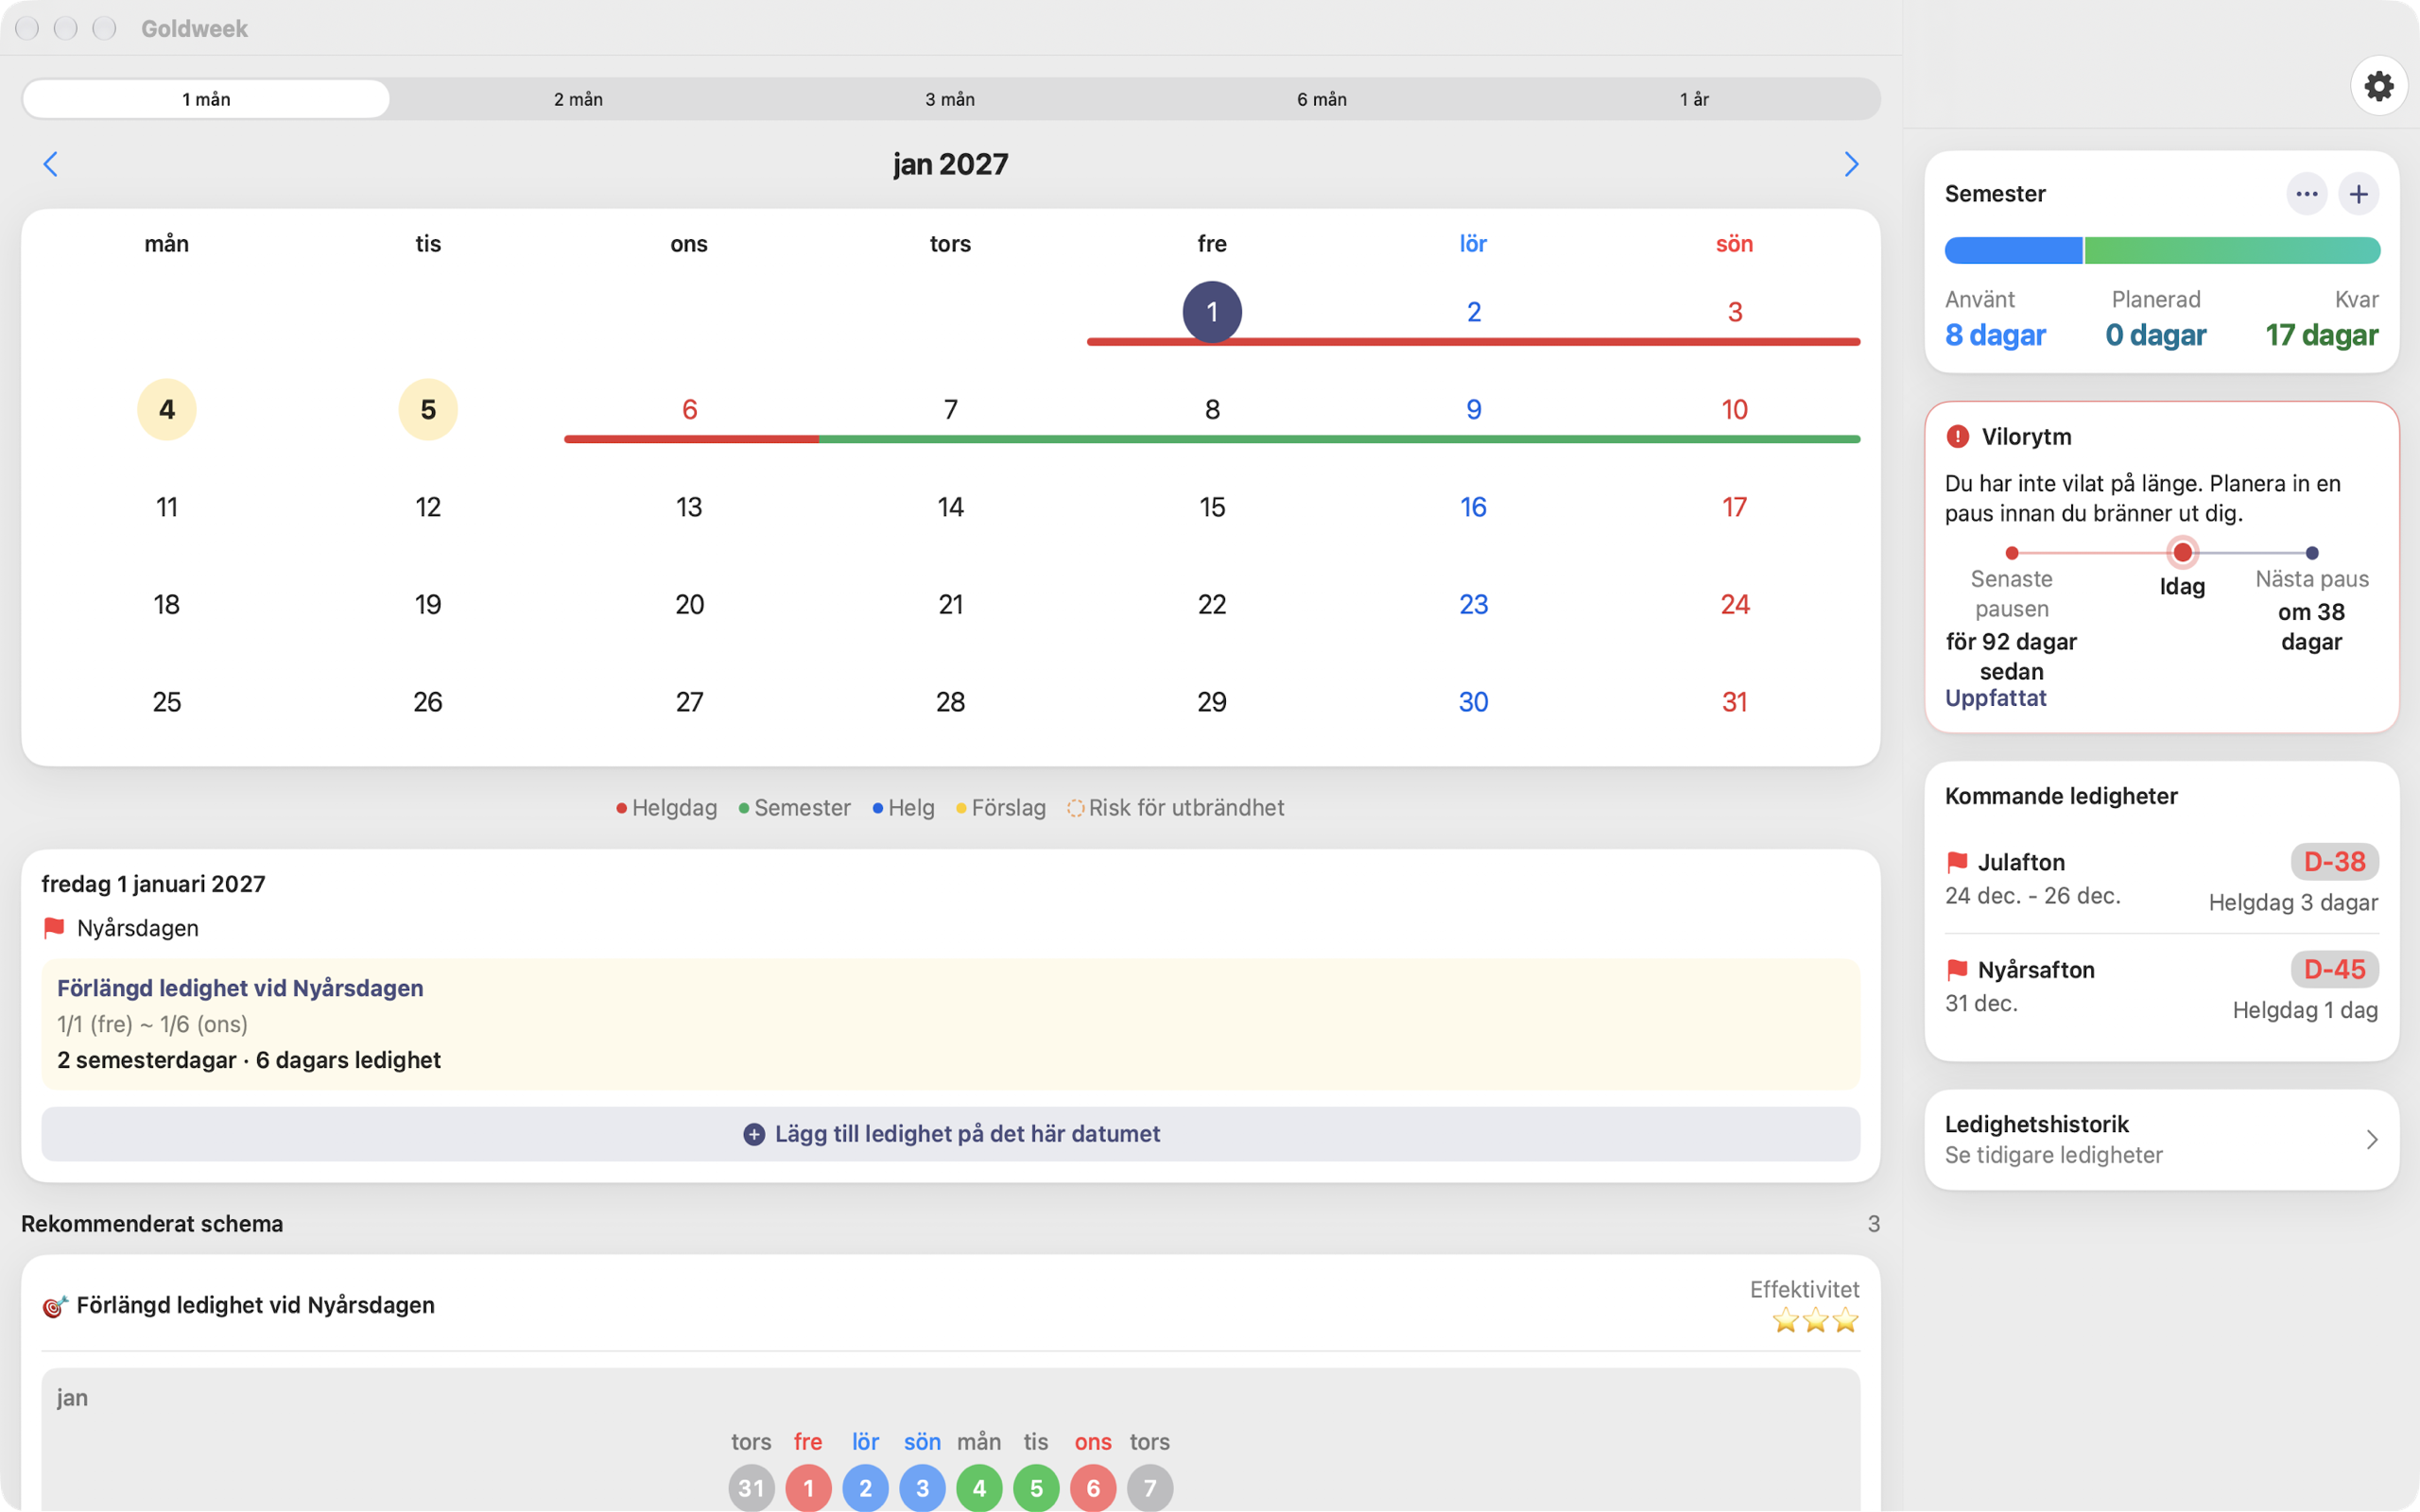 Goldweek
1 mån 2 mån 3 mån 6 mån 1 år
jan 2027
mån tis ons tors fre lör sön
1 2 3
4 5 6 7 8 9 10
11 12 13 14 15 16 17
18 19 20 21 22 23 24
25 26 27 28 29 30 31
Helgdag Semester Helg Förslag Risk för utbrändhet
fredag 1 januari 2027
Nyårsdagen
Förlängd ledighet vid Nyårsdagen
1/1 (fre) ~ 1/6 (ons)
2 semesterdagar · 6 dagars ledighet
Lägg till ledighet på det här datumet
Rekommenderat schema 3
Förlängd ledighet vid Nyårsdagen
Effektivitet
jan
tors fre lör sön mån tis ons tors
31 1 2 3 4 5 6 7
Semester
Använt Planerad Kvar
8 dagar 0 dagar 17 dagar
Vilorytm
Du har inte vilat på länge. Planera in en
paus innan du bränner ut dig.
Senaste
pausen
för 92 dagar
sedan
Idag
Nästa paus
om 38
dagar
Uppfattat
Kommande ledigheter
Julafton D-38
24 dec. - 26 dec. Helgdag 3 dagar
Nyårsafton D-45
31 dec. Helgdag 1 dag
Ledighetshistorik
Se tidigare ledigheter